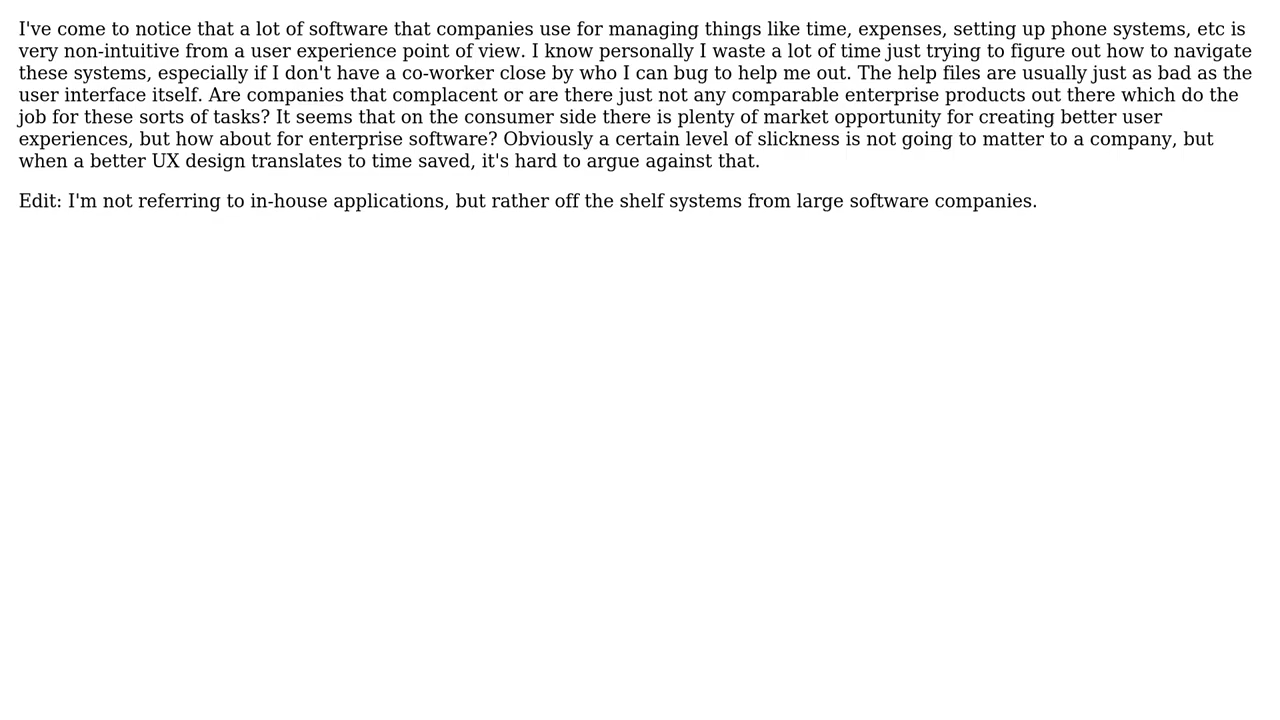 I've come to notice that a lot of software that companies use for managing things like time, expenses, setting up phone systems, etc is
very non-intuitive from a user experience point of view. I know personally I waste a lot of time just trying to figure out how to navigate
these systems, especially if I don't have a co-worker close by who I can bug to help me out. The help files are usually just as bad as the
user interface itself. Are companies that complacent or are there just not any comparable enterprise products out there which do the
job for these sorts of tasks? It seems that on the consumer side there is plenty of market opportunity for creating better user
experiences, but how about for enterprise software? Obviously a certain level of slickness is not going to matter to a company, but
when a better UX design translates to time saved, it's hard to argue against that.
Edit: I'm not referring to in-house applications, but rather off the shelf systems from large software companies.